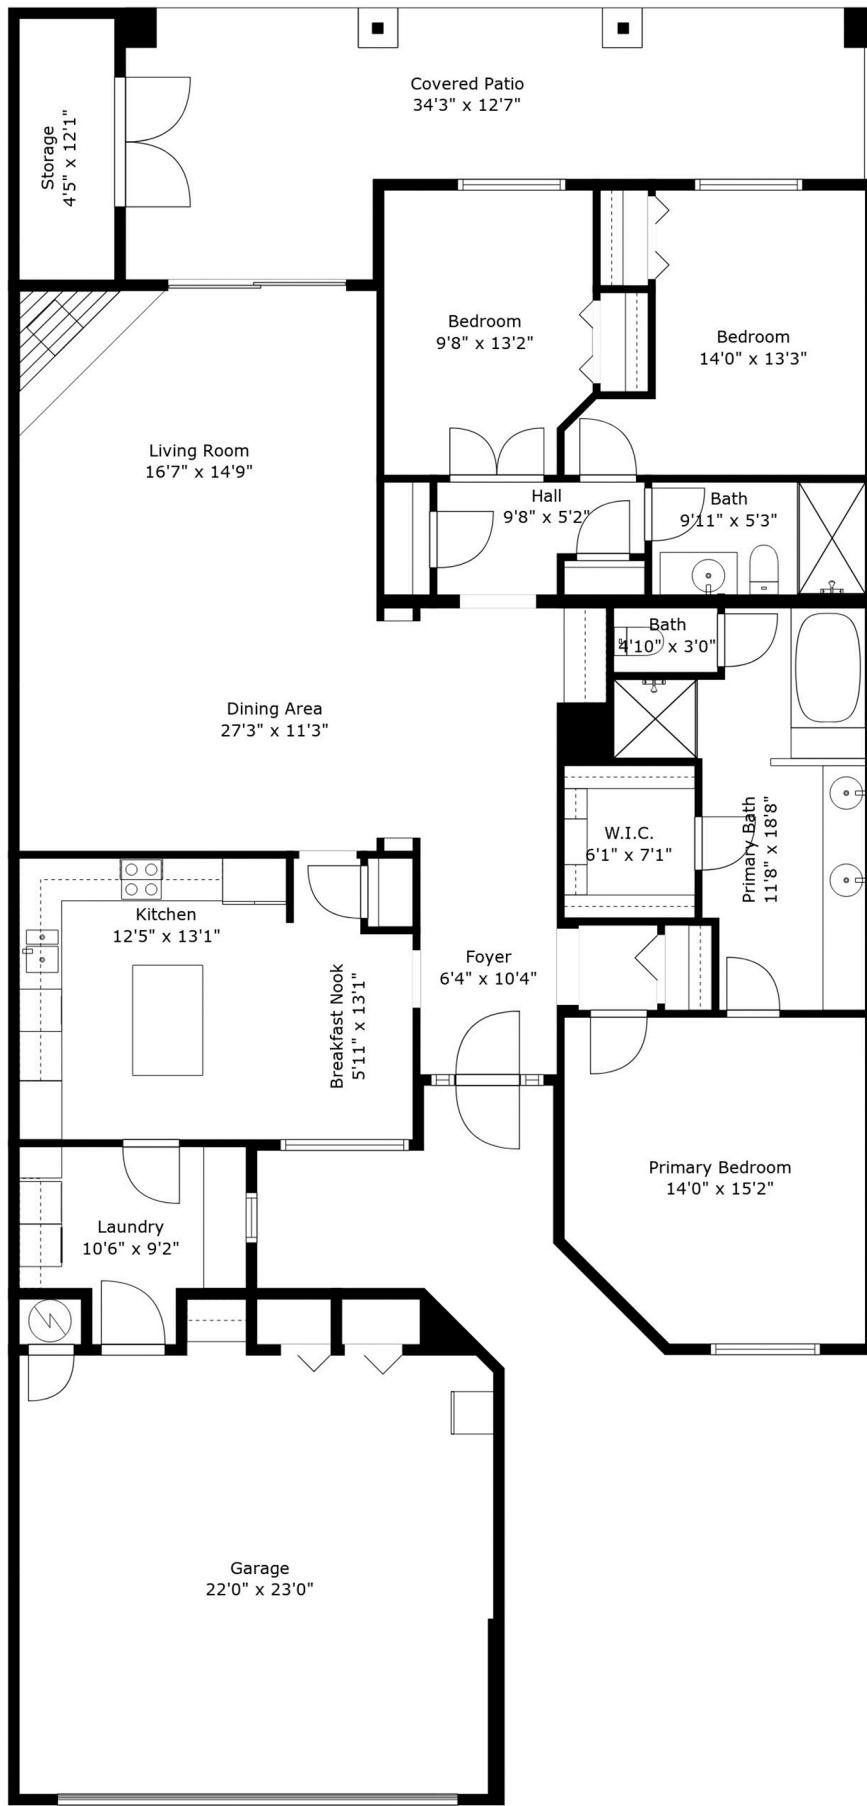 Covered Patio
34'3" x 12'7"
Storage
4'5" x 12'1"
Bedroom
9'8" x 13'2"
Bedroom
14'0" x 13'3"
Living Room
16'7" x 14'9"
Hall
9'8" x 5'2"
Bath
9'11" x 5'3"
Bath
4'10" x 3'0"
Dining Area
27'3" x 11'3"
W.I.C.
6'1" x 7'1"
Primary Bath
11'8" x 18'8"
Kitchen
12'5" x 13'1"
Breakfast Nook
5'11" x 13'1"
Foyer
6'4" x 10'4"
Primary Bedroom
14'0" x 15'2"
Laundry
10'6" x 9'2"
Garage
22'0" x 23'0"